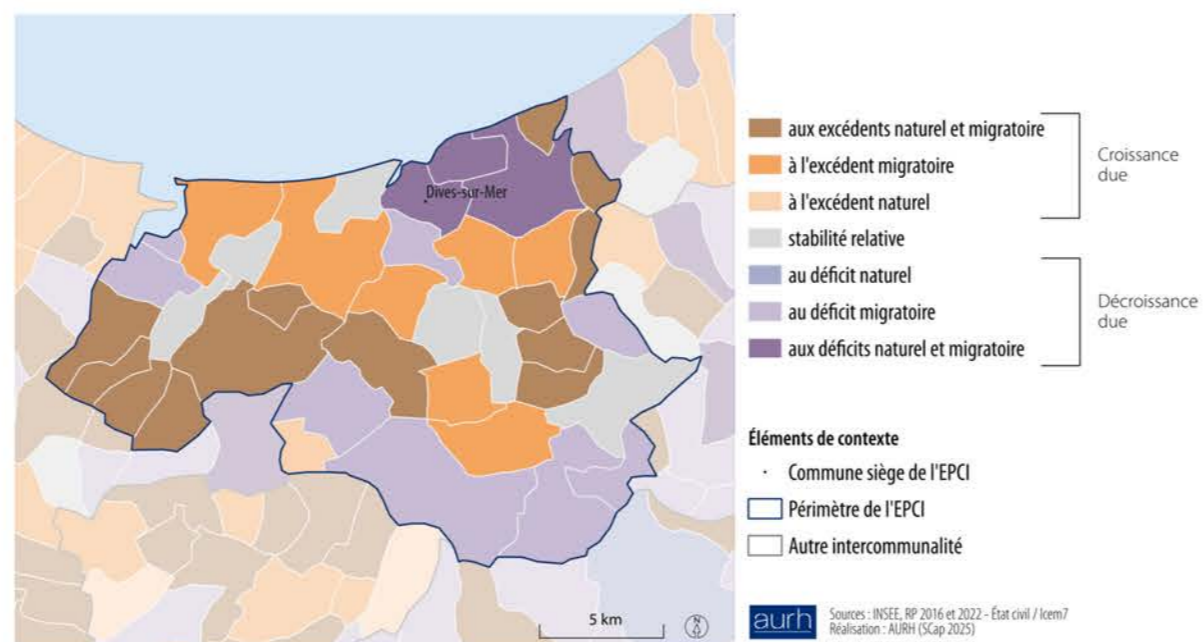 Dives-sur-Mer
5 km
N
aux excédents naturel et migratoire
à l'excédent migratoire
à l'excédent naturel
Croissance
due
stabilité relative
au déficit naturel
au déficit migratoire
aux déficits naturel et migratoire
Décroissance
due
Éléments de contexte
Commune siège de l'EPCI
Périmètre de l'EPCI
Autre intercommunalité
aurh
Sources : INSEE, RP 2016 et 2022 - État civil / Icem7
Réalisation : AURH (SCap 2025)